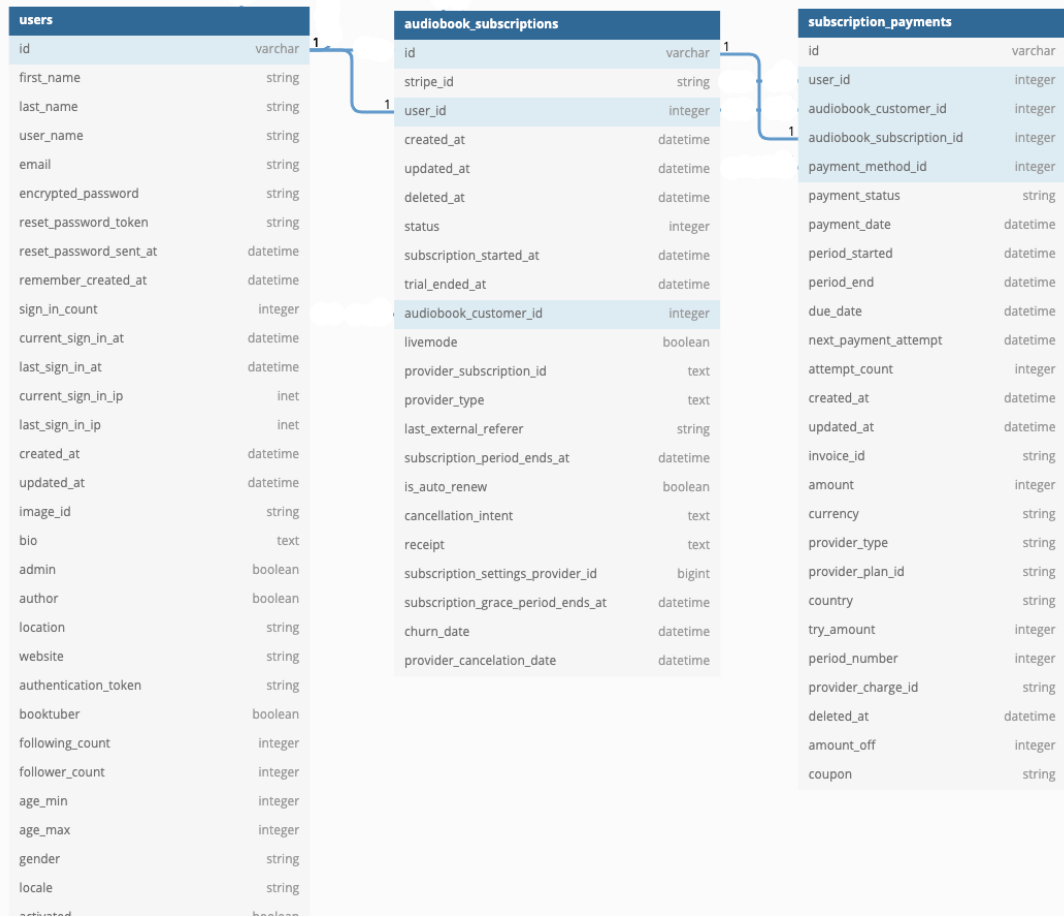 users
id varchar
first_name string
last_name string
user_name string
email string
encrypted_password string
reset_password_token string
reset_password_sent_at datetime
remember_created_at datetime
sign_in_count integer
current_sign_in_at datetime
last_sign_in_at datetime
current_sign_in_ip inet
last_sign_in_ip inet
created_at datetime
updated_at datetime
image_id string
bio text
admin boolean
author boolean
location string
website string
authentication_token string
booktuber boolean
following_count integer
follower_count integer
age_min integer
age_max integer
gender string
locale string
activated boolean
1
1
audiobook_subscriptions
id varchar
stripe_id string
user_id integer
created_at datetime
updated_at datetime
deleted_at datetime
status integer
subscription_started_at datetime
trial_ended_at datetime
audiobook_customer_id integer
livemode boolean
provider_subscription_id text
provider_type text
last_external_referer string
subscription_period_ends_at datetime
is_auto_renew boolean
cancellation_intent text
receipt text
subscription_settings_provider_id bigint
subscription_grace_period_ends_at datetime
churn_date datetime
provider_cancelation_date datetime
1
1
subscription_payments
id varchar
user_id integer
audiobook_customer_id integer
audiobook_subscription_id integer
payment_method_id integer
payment_status string
payment_date datetime
period_started datetime
period_end datetime
due_date datetime
next_payment_attempt datetime
attempt_count integer
created_at datetime
updated_at datetime
invoice_id string
amount integer
currency string
provider_type string
provider_plan_id string
country string
try_amount integer
period_number integer
provider_charge_id string
deleted_at datetime
amount_off integer
coupon string